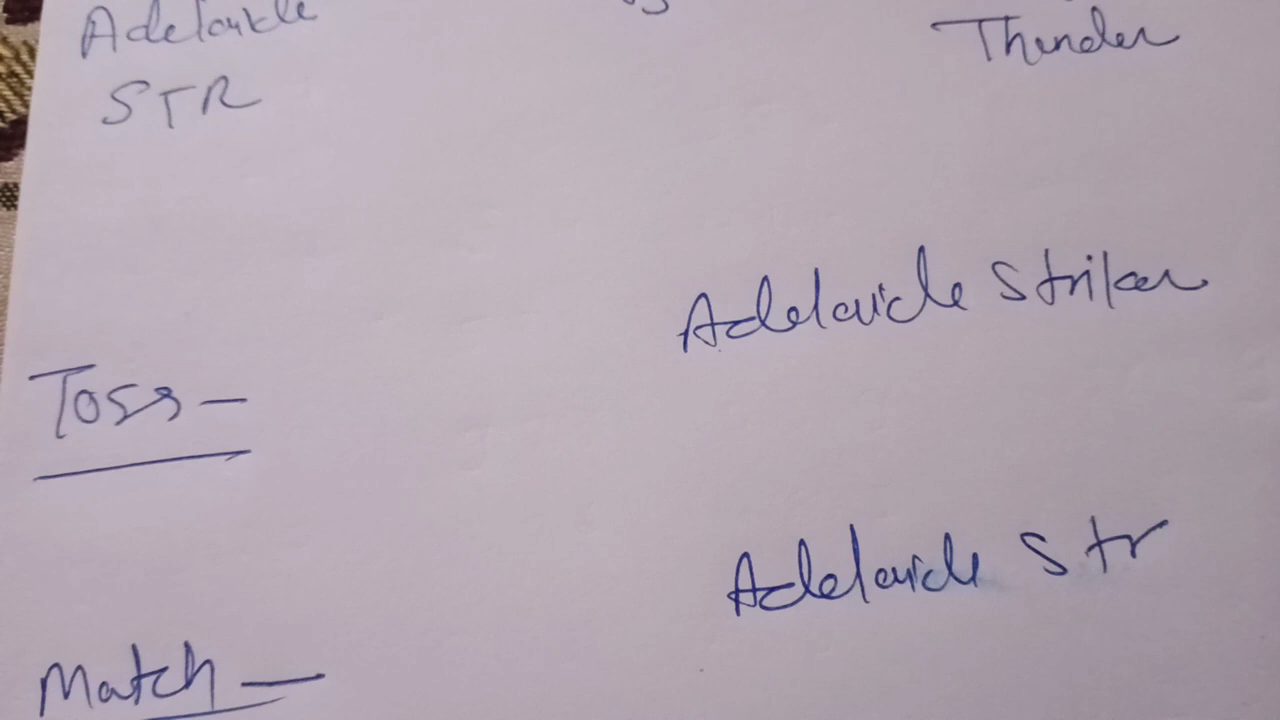 Adelaide
Thunder
STR
Adelaide Striker
Toss -
Adelaide Str
Match -